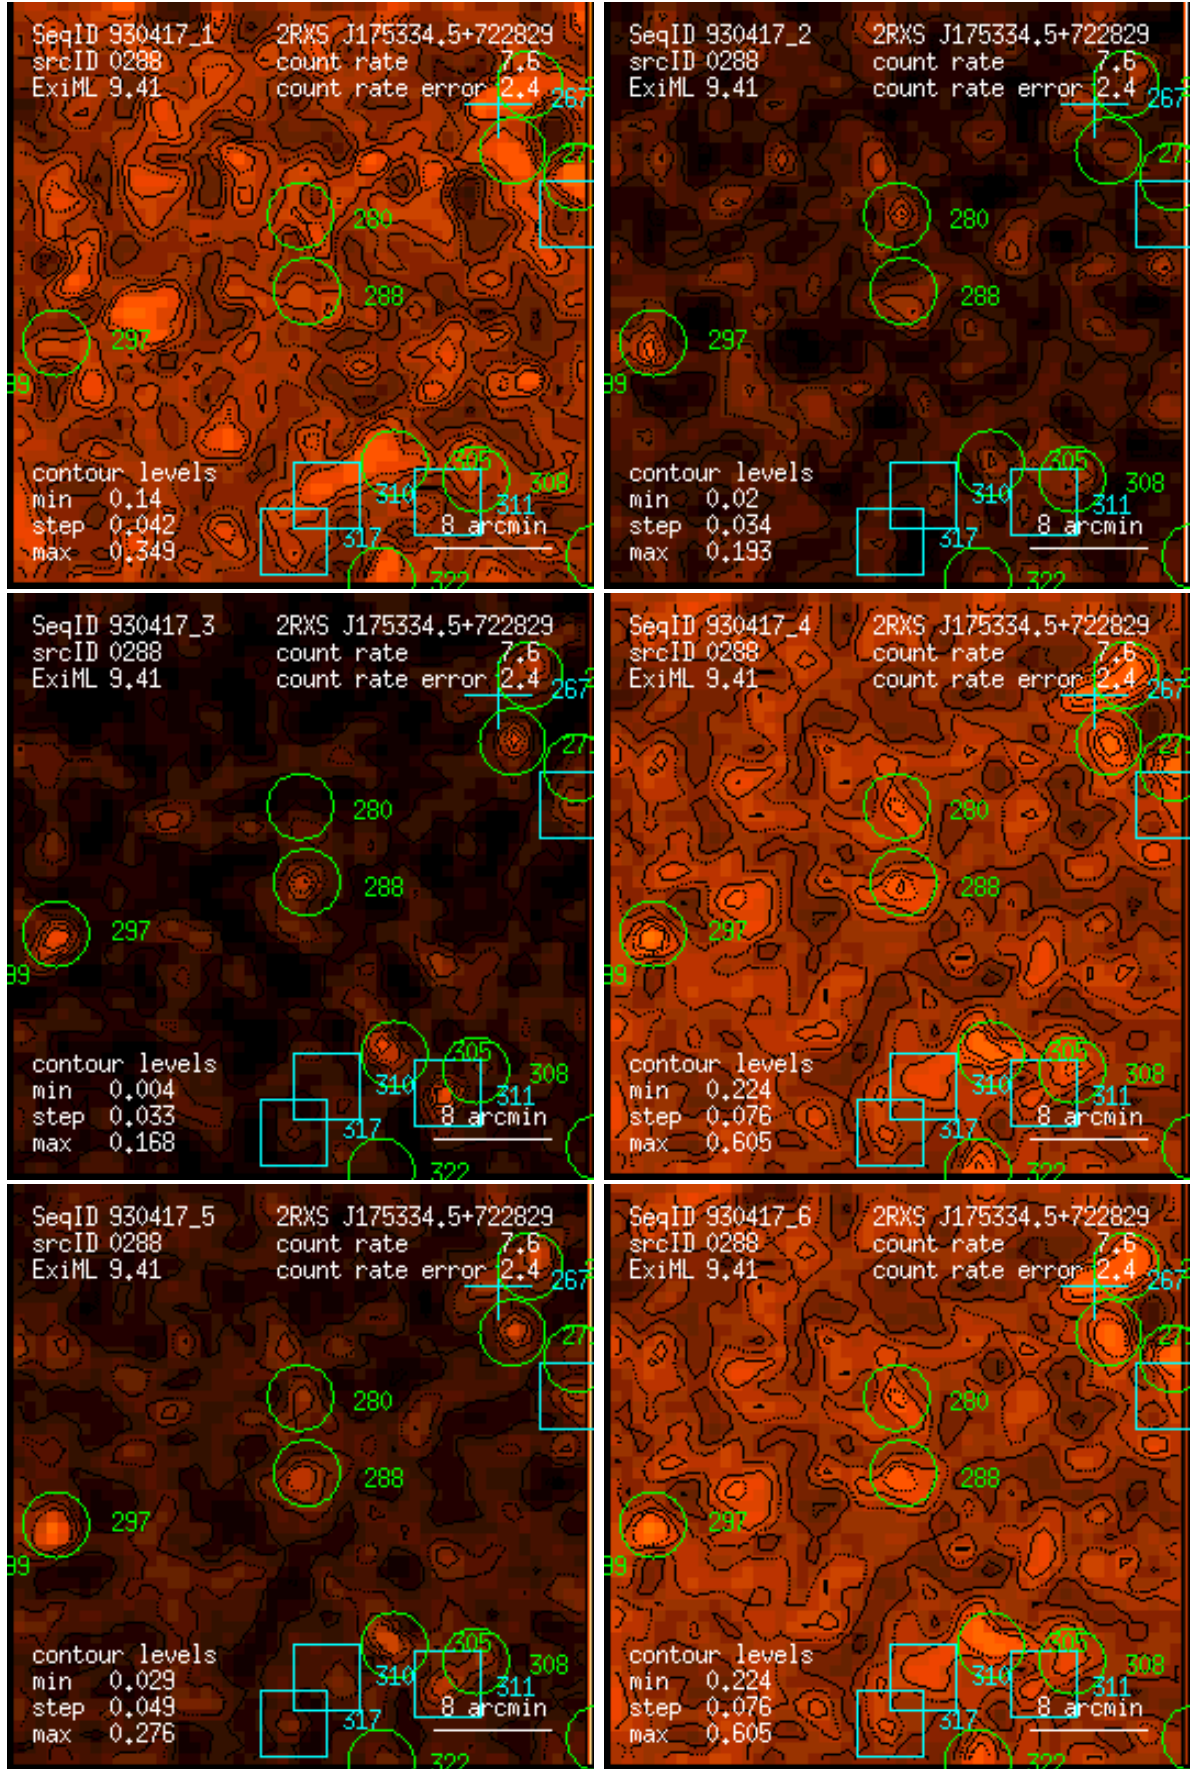 SeqID 930417_1 2RXS J175334.5+722829
srcID 0288 count rate 7.6
ExiML 9.41 count rate error 2.4
267
27
280
288
297
99
contour levels 305
min 0.14 310 308
step 0.042 311
max 0.349 317 8 arcmin
322
SeqID 930417_2 2RXS J175334.5+722829
srcID 0288 count rate 7.6
ExiML 9.41 count rate error 2.4
267
27
280
288
297
99
contour levels 305
min 0.02 310 308
step 0.034 311
max 0.193 317 8 arcmin
322
SeqID 930417_3 2RXS J175334.5+722829
srcID 0288 count rate 7.6
ExiML 9.41 count rate error 2.4
267
27
280
288
297
99
contour levels 305
min 0.004 310 308
step 0.033 311
max 0.168 317 8 arcmin
322
SeqID 930417_4 2RXS J175334.5+722829
srcID 0288 count rate 7.6
ExiML 9.41 count rate error 2.4
267
27
280
288
297
99
contour levels 305
min 0.224 310 308
step 0.076 311
max 0.605 317 8 arcmin
322
SeqID 930417_5 2RXS J175334.5+722829
srcID 0288 count rate 7.6
ExiML 9.41 count rate error 2.4
267
27
280
288
297
99
contour levels 305
min 0.029 310 308
step 0.049 311
max 0.276 317 8 arcmin
322
SeqID 930417_6 2RXS J175334.5+722829
srcID 0288 count rate 7.6
ExiML 9.41 count rate error 2.4
267
27
280
288
297
99
contour levels 305
min 0.224 310 308
step 0.076 311
max 0.605 317 8 arcmin
322